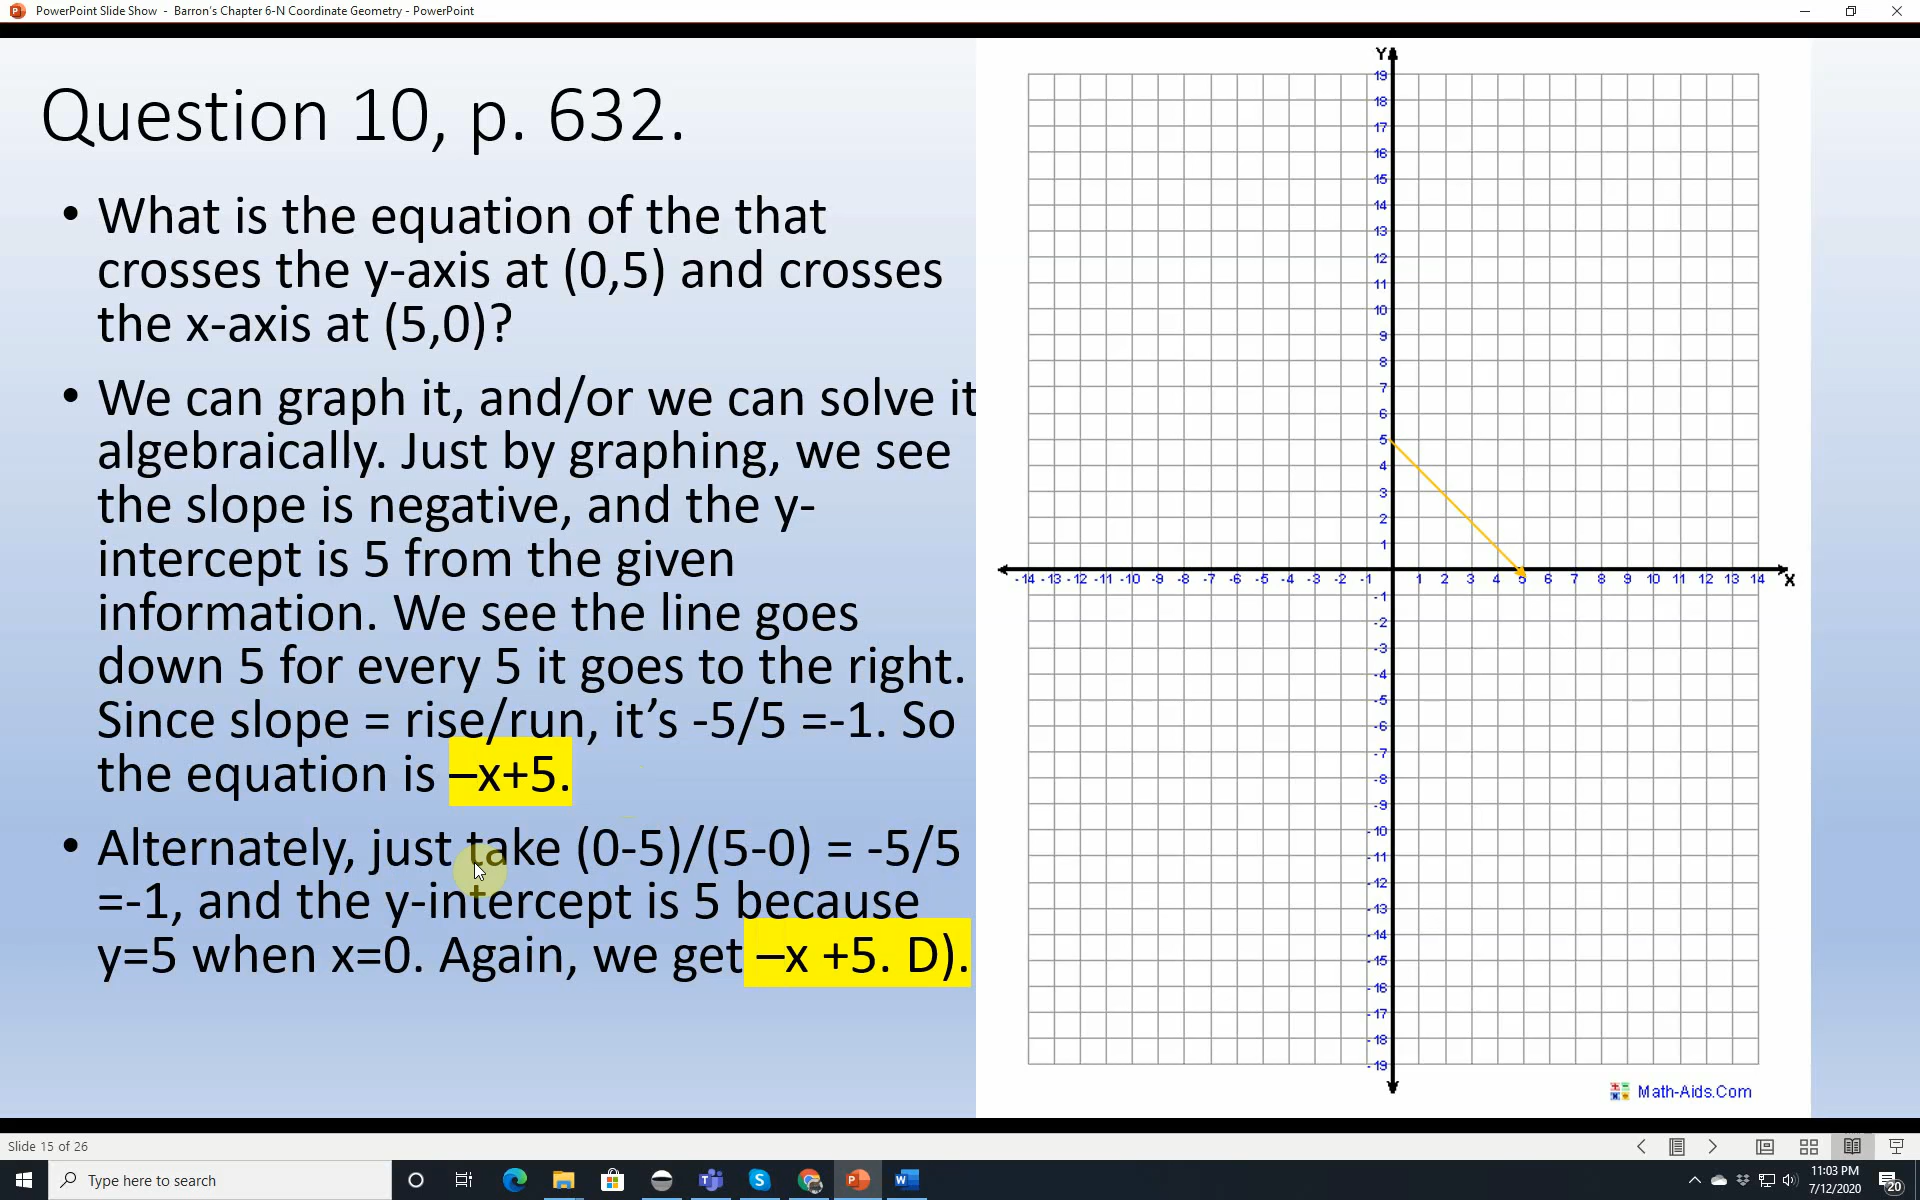 PowerPoint Slide Show - Barron's Chapter 6-N Coordinate Geometry - PowerPoint
Question 10, p. 632.
• What is the equation of the that
crosses the y-axis at (0,5) and crosses
the x-axis at (5,0)?
• We can graph it, and/or we can solve it
algebraically. Just by graphing, we see
the slope is negative, and the y-
intercept is 5 from the given
information. We see the line goes
down 5 for every 5 it goes to the right.
Since slope = rise/run, it’s -5/5 =-1. So
the equation is –x+5.
• Alternately, just take (0-5)/(5-0) = -5/5
=-1, and the y-intercept is 5 because
y=5 when x=0. Again, we get –x +5. D).
Y
19
18
17
16
15
14
13
12
11
10
9
8
7
6
5
4
3
2
1
-14 -13 -12 -11 -10 -9 -8 -7 -6 -5 -4 -3 -2 -1 1 2 3 4 5 6 7 8 9 10 11 12 13 14 X
-1
-2
-3
-4
-5
-6
-7
-8
-9
-10
-11
-12
-13
-14
-15
-16
-17
-18
-19
Math-Aids.Com
Slide 15 of 26
Type here to search
11:03 PM
7/12/2020
20